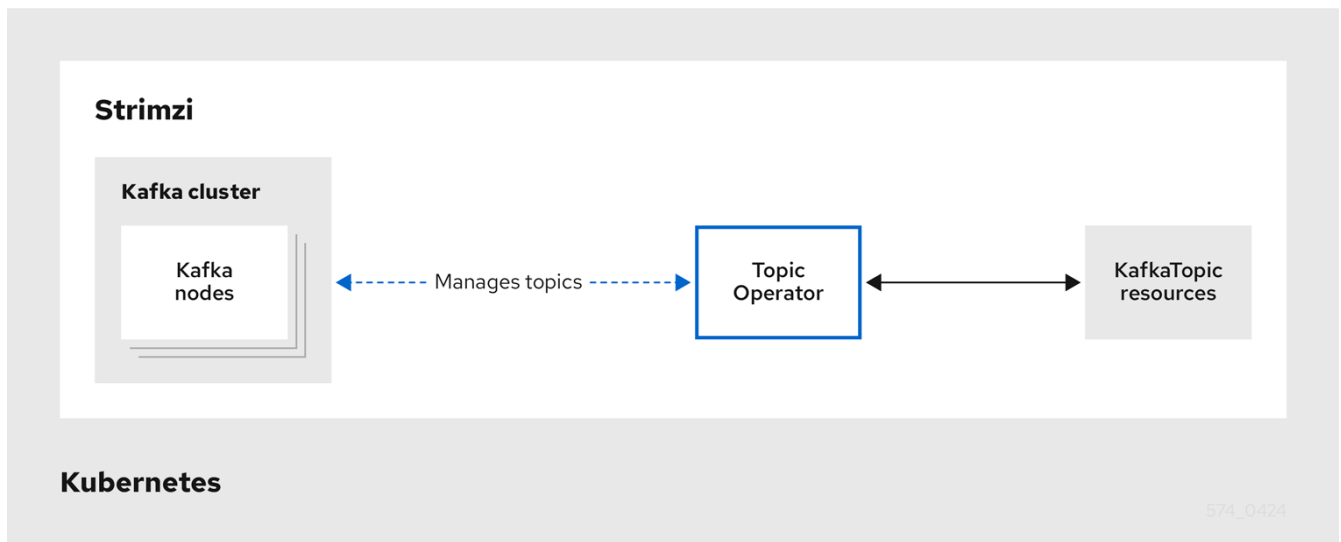 Strimzi
Kafka cluster
Kafka
nodes
Manages topics
Topic
Operator
KafkaTopic
resources
Kubernetes
574_0424